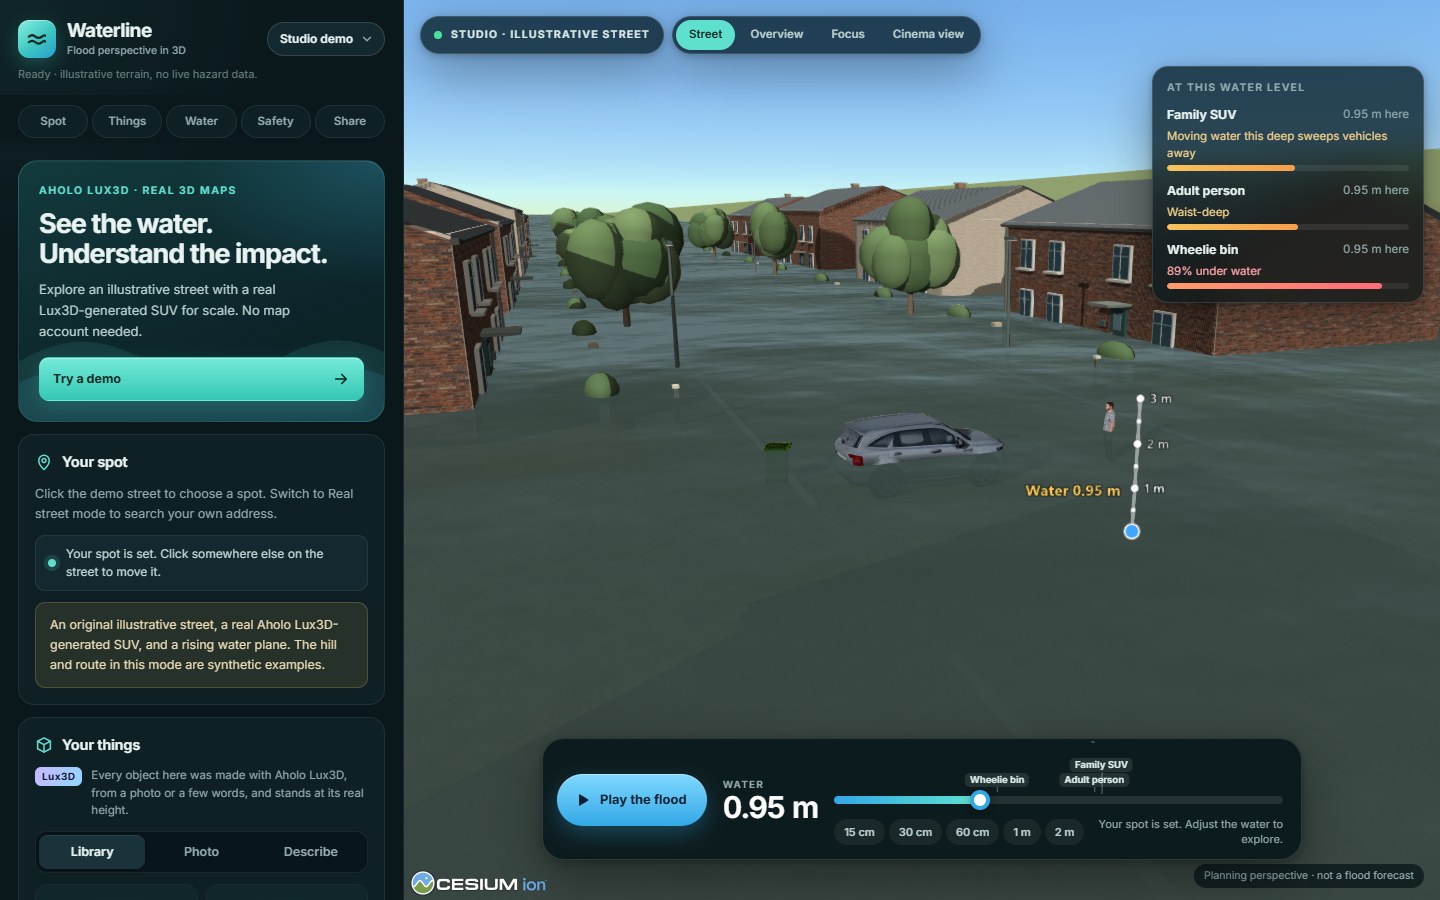 Waterline
Flood perspective in 3D
Studio demo
Ready · illustrative terrain, no live hazard data.
Spot
Things
Water
Safety
Share
AHOLO LUX3D · REAL 3D MAPS
See the water.
Understand the impact.
Explore an illustrative street with a real
Lux3D-generated SUV for scale. No map
account needed.
Try a demo
Your spot
Click the demo street to choose a spot. Switch to Real
street mode to search your own address.
Your spot is set. Click somewhere else on the
street to move it.
An original illustrative street, a real Aholo Lux3D-
generated SUV, and a rising water plane. The hill
and route in this mode are synthetic examples.
Your things
Lux3D
Every object here was made with Aholo Lux3D,
from a photo or a few words, and stands at its real
height.
Library
Photo
Describe
STUDIO · ILLUSTRATIVE STREET
Street
Overview
Focus
Cinema view
AT THIS WATER LEVEL
Family SUV
0.95 m here
Moving water this deep sweeps vehicles
away
Adult person
0.95 m here
Waist-deep
Wheelie bin
0.95 m here
89% under water
3 m
2 m
1 m
Water 0.95 m
Play the flood
WATER
0.95 m
Family SUV
Wheelie bin
Adult person
15 cm
30 cm
60 cm
1 m
2 m
Your spot is set. Adjust the water to
explore.
CESIUM ion
Planning perspective · not a flood forecast